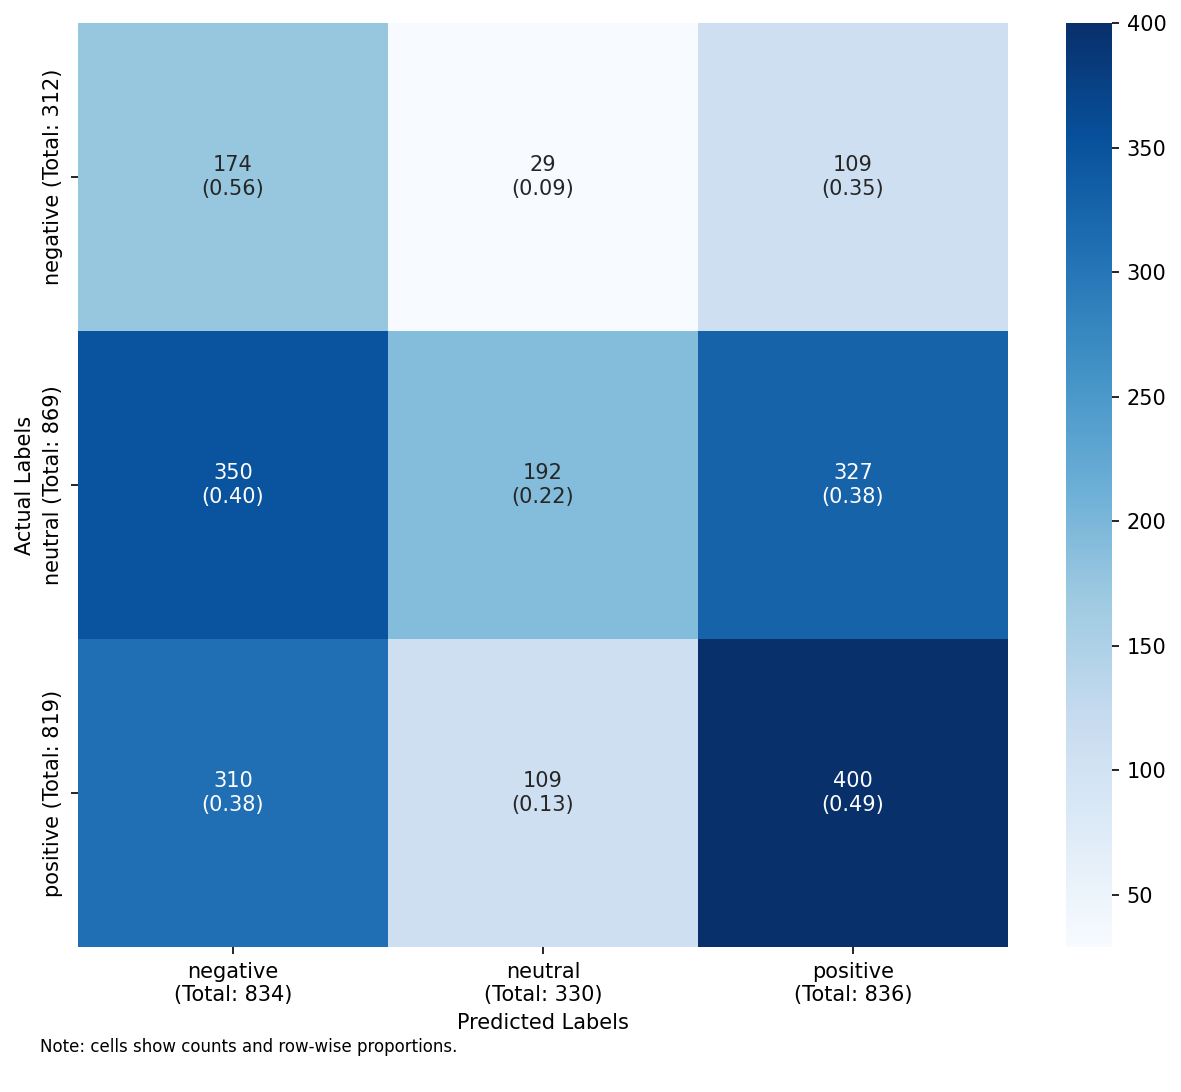 400
350
300
250
200
150
100
50
Actual Labels
negative (Total: 312)
174
(0.56)
29
(0.09)
109
(0.35)
neutral (Total: 869)
350
(0.40)
192
(0.22)
327
(0.38)
positive (Total: 819)
310
(0.38)
109
(0.13)
400
(0.49)
negative
(Total: 834)
neutral
(Total: 330)
positive
(Total: 836)
Predicted Labels
Note: cells show counts and row-wise proportions.